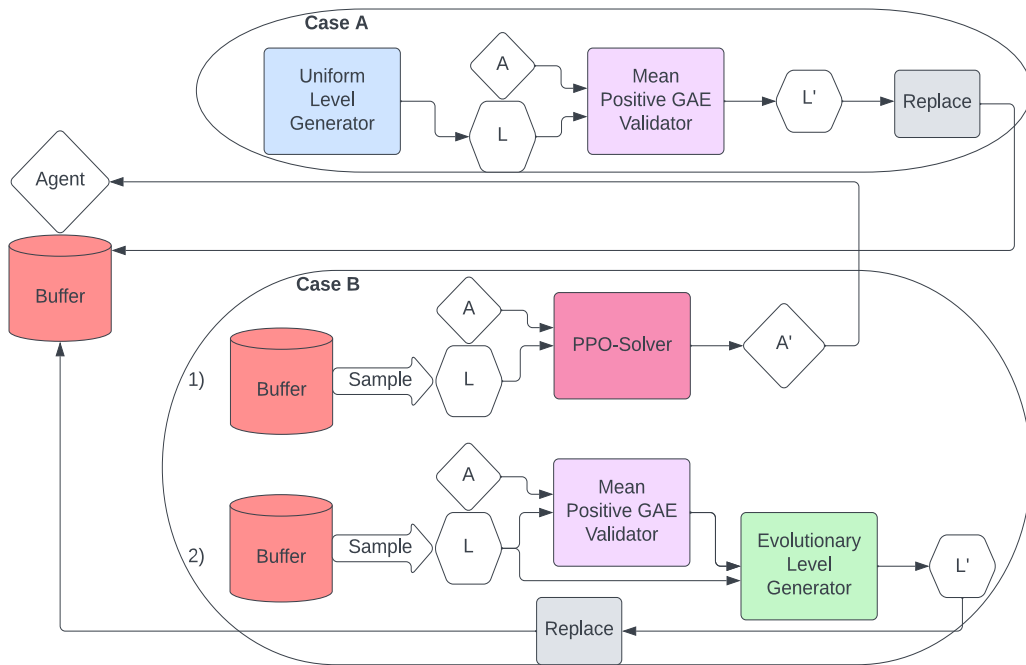 Case A
Uniform
Level
Generator
A
L
Mean
Positive GAE
Validator
L'
Replace
Agent
Buffer
Case B
1)
Buffer
Sample
A
L
PPO-Solver
A'
2)
Buffer
Sample
A
L
Mean
Positive GAE
Validator
Evolutionary
Level
Generator
L'
Replace